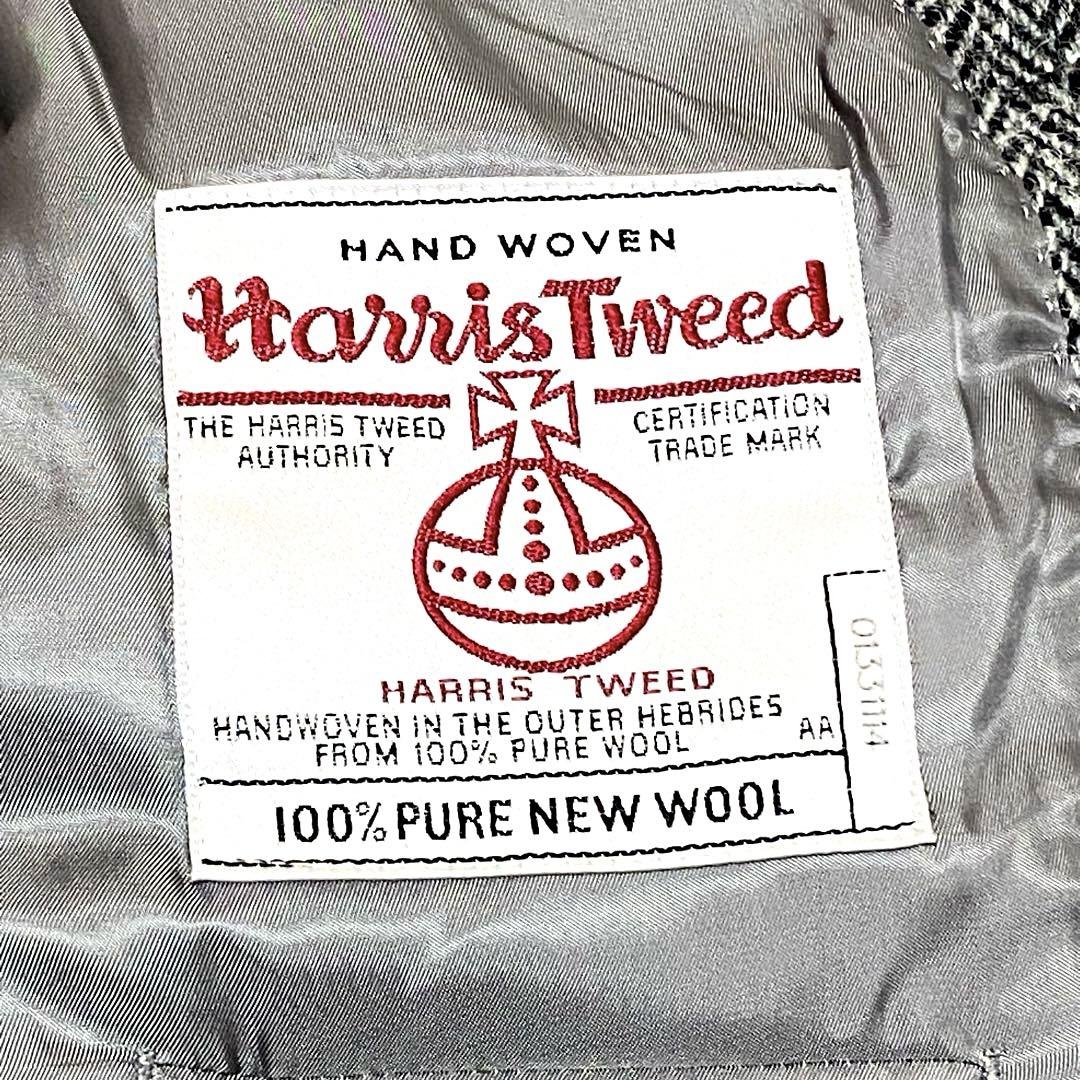 HAND WOVEN
Harris Tweed
THE HARRIS TWEED
AUTHORITY
CERTIFICATION
TRADE MARK
HARRIS TWEED
HANDWOVEN IN THE OUTER HEBRIDES
FROM 100% PURE WOOL
AA
100% PURE NEW WOOL